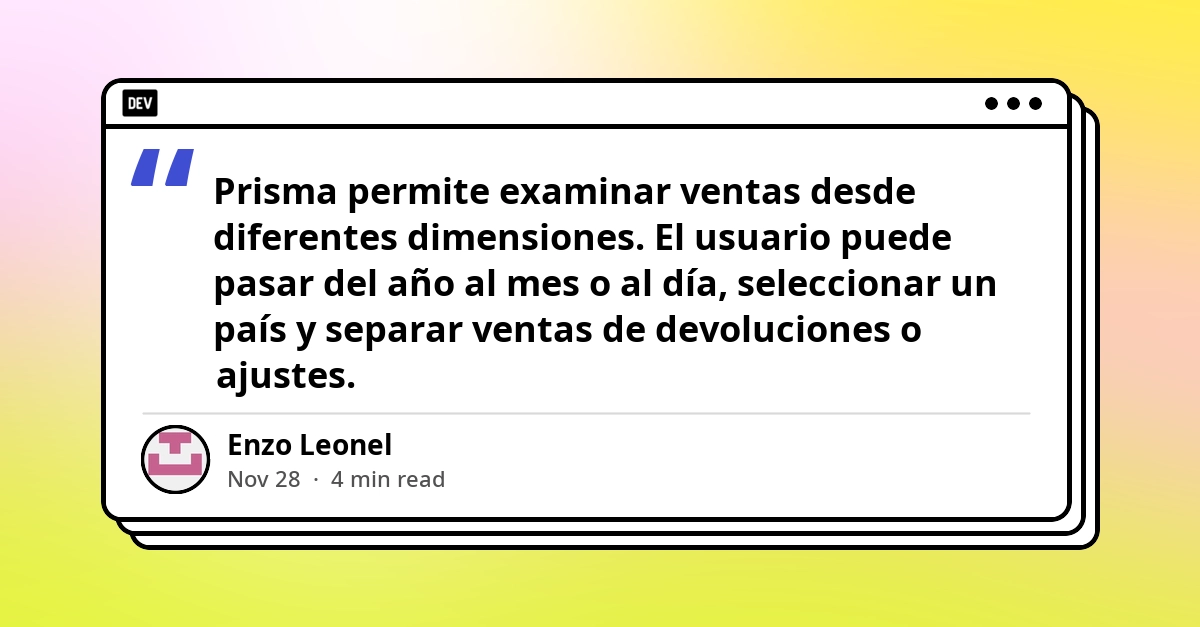 DEV
Prisma permite examinar ventas desde
diferentes dimensiones. El usuario puede
pasar del año al mes o al día, seleccionar un
país y separar ventas de devoluciones o
ajustes.
Enzo Leonel
Nov 28 · 4 min read